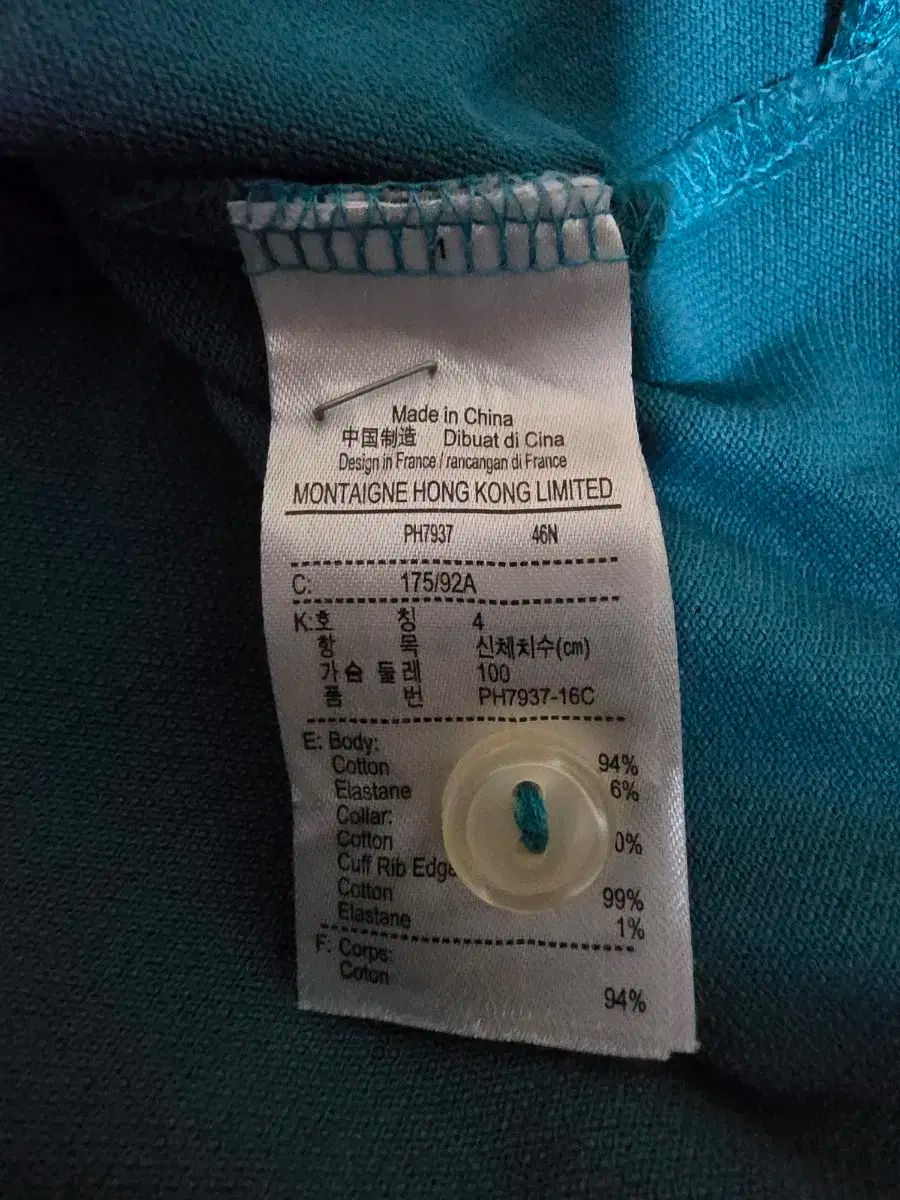 1
Made in China
中国制造 Dibuat di Cina
Design in France / rancangan di France
MONTAIGNE HONG KONG LIMITED
PH7937 46N
C: 175/92A
K:호 칭 4
항 목 신체치수(cm)
가슴 둘레 100
품 번 PH7937-16C
E: Body:
Cotton 94%
Elastane 6%
Collar:
Cotton 0%
Cuff Rib Edge
Cotton 99%
Elastane 1%
F: Corps:
Coton
94%